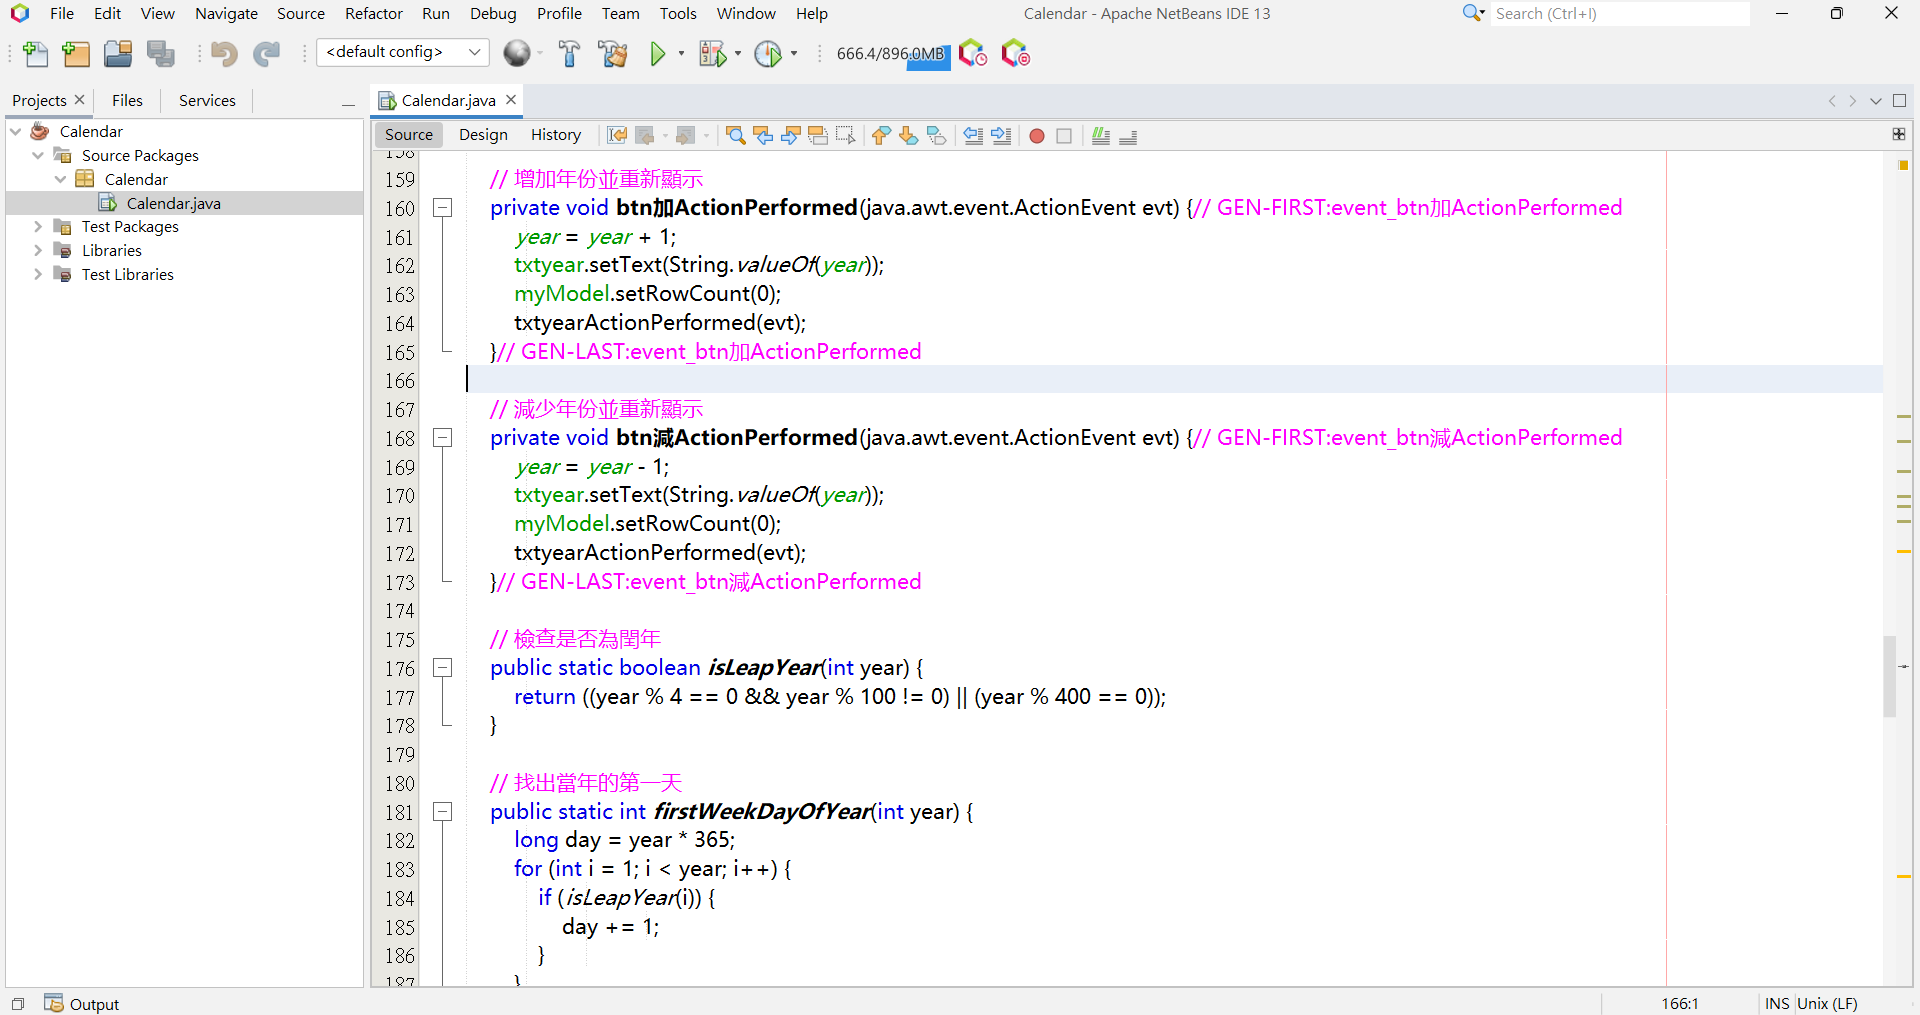 File Edit View Navigate Source Refactor Run Debug Profile Team Tools Window Help
Calendar - Apache NetBeans IDE 13
Search (Ctrl+I)
<default config>
666.4/896.0MB
Projects Files Services
Calendar.java
Calendar
Source Packages
Calendar
Calendar.java
Test Packages
Libraries
Test Libraries
Source Design History
158
159 // 增加年份並重新顯示
160 private void btn加ActionPerformed(java.awt.event.ActionEvent evt) {// GEN-FIRST:event_btn加ActionPerformed
161 year = year + 1;
162 txtyear.setText(String.valueOf(year));
163 myModel.setRowCount(0);
164 txtyearActionPerformed(evt);
165 }// GEN-LAST:event_btn加ActionPerformed
166
167 // 減少年份並重新顯示
168 private void btn減ActionPerformed(java.awt.event.ActionEvent evt) {// GEN-FIRST:event_btn減ActionPerformed
169 year = year - 1;
170 txtyear.setText(String.valueOf(year));
171 myModel.setRowCount(0);
172 txtyearActionPerformed(evt);
173 }// GEN-LAST:event_btn減ActionPerformed
174
175 // 檢查是否為閏年
176 public static boolean isLeapYear(int year) {
177 return ((year % 4 == 0 && year % 100 != 0) || (year % 400 == 0));
178 }
179
180 // 找出當年的第一天
181 public static int firstWeekDayOfYear(int year) {
182 long day = year * 365;
183 for (int i = 1; i < year; i++) {
184 if (isLeapYear(i)) {
185 day += 1;
186 }
187 }
Output
166:1
INS
Unix (LF)